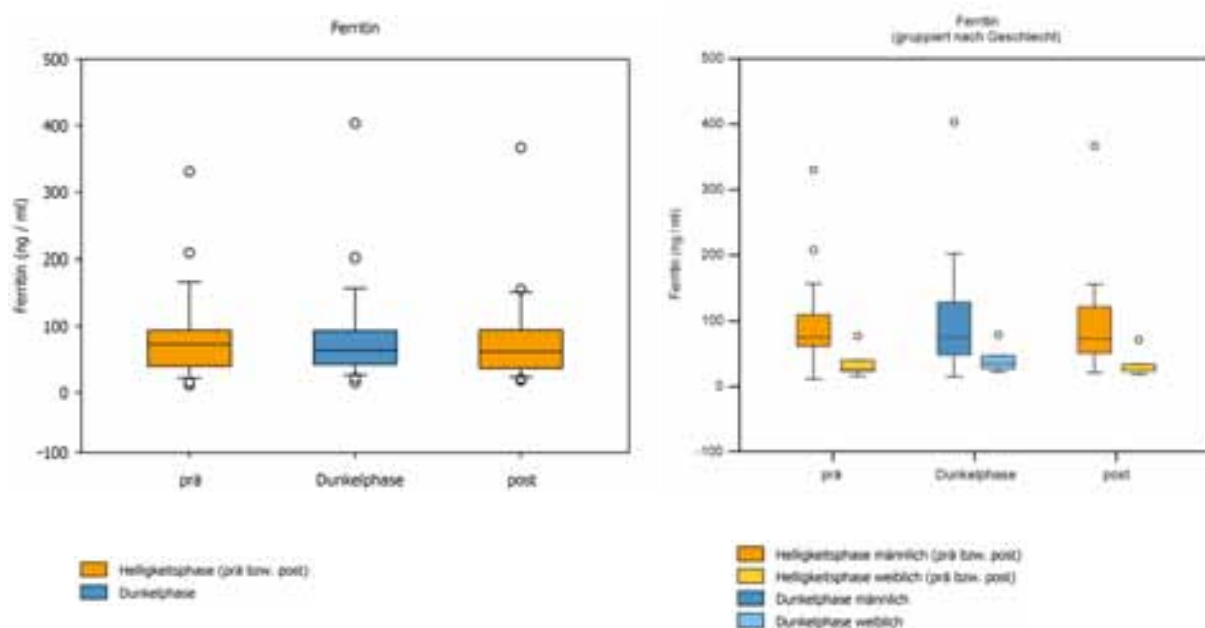 Ferritin
500
400
300
200
100
0
-100
Ferritin (ng / ml)
prä
Dunkelphase
post
Helligkeitsphase (prä bzw. post)
Dunkelphase
Ferritin
(gruppiert nach Geschlecht)
500
400
300
200
100
0
-100
Ferritin (ng / ml)
prä
Dunkelphase
post
Helligkeitsphase männlich (prä bzw. post)
Helligkeitsphase weiblich (prä bzw. post)
Dunkelphase männlich
Dunkelphase weiblich